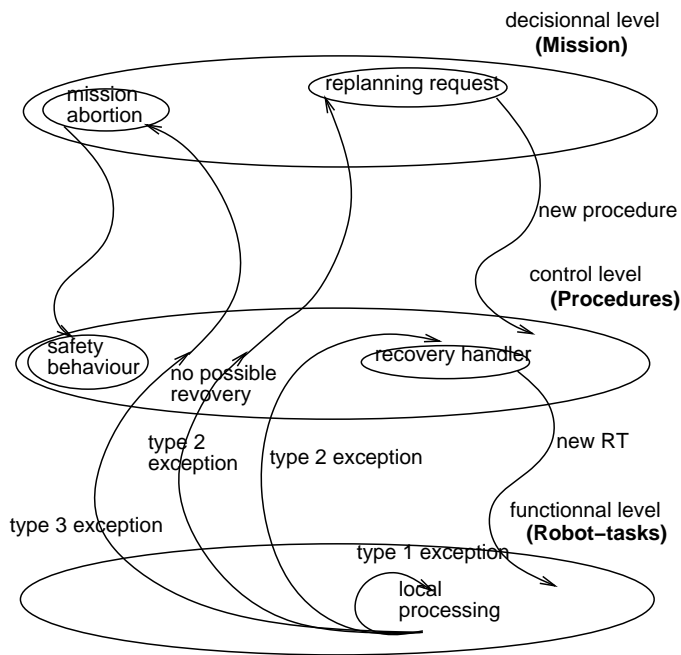 decisionnal level
(Mission)
mission
abortion
replanning request
new procedure
control level
(Procedures)
safety
behaviour
no possible
revovery
recovery handler
type 2
exception
type 2 exception
new RT
type 3 exception
functionnal level
(Robot-tasks)
type 1 exception
local
processing